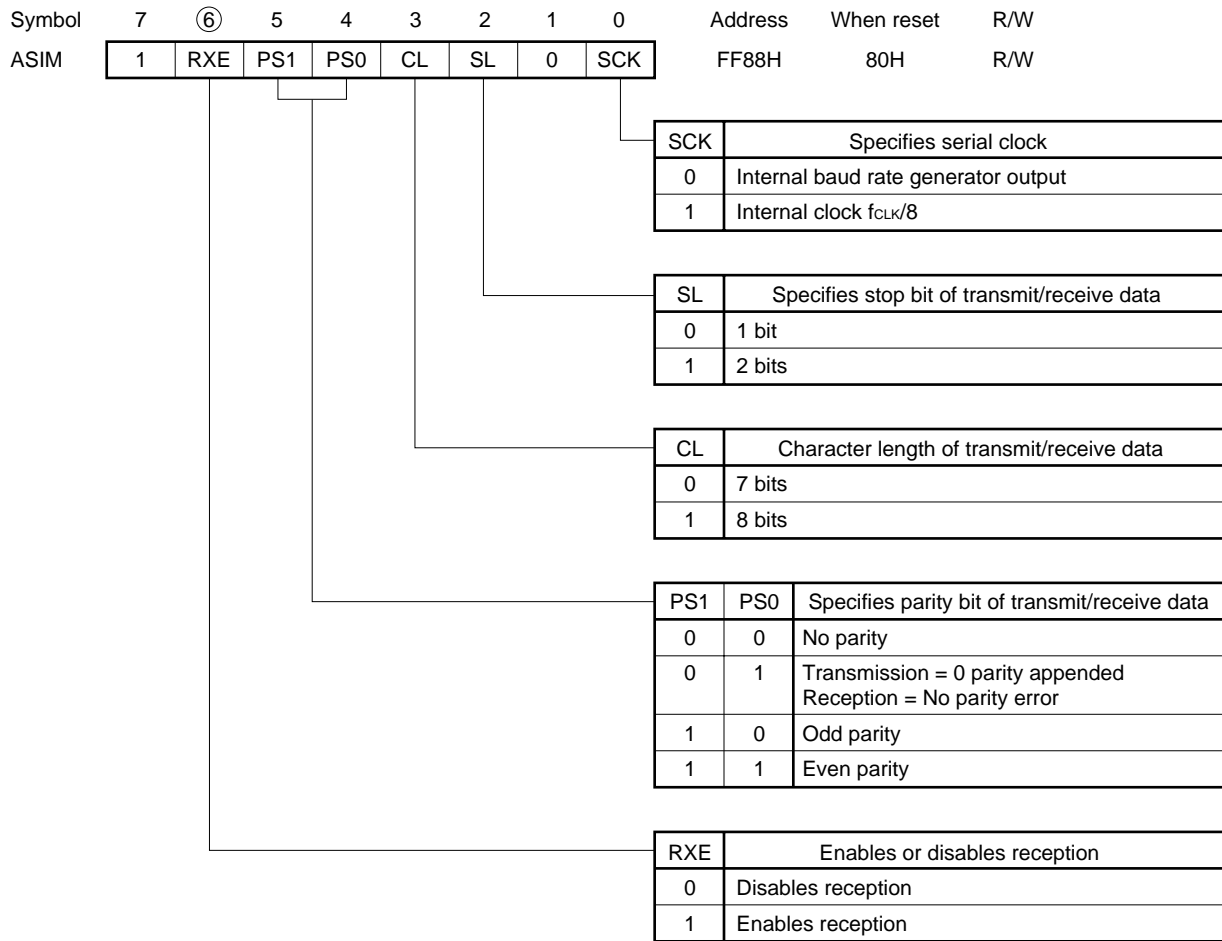 Symbol 7 ⑥ 5 4 3 2 1 0 Address When reset R/W
ASIM 1 RXE PS1 PS0 CL SL 0 SCK FF88H 80H R/W
SCK Specifies serial clock
0 Internal baud rate generator output
1 Internal clock fCLK/8
SL Specifies stop bit of transmit/receive data
0 1 bit
1 2 bits
CL Character length of transmit/receive data
0 7 bits
1 8 bits
PS1 PS0 Specifies parity bit of transmit/receive data
0 0 No parity
0 1 Transmission = 0 parity appended
Reception = No parity error
1 0 Odd parity
1 1 Even parity
RXE Enables or disables reception
0 Disables reception
1 Enables reception